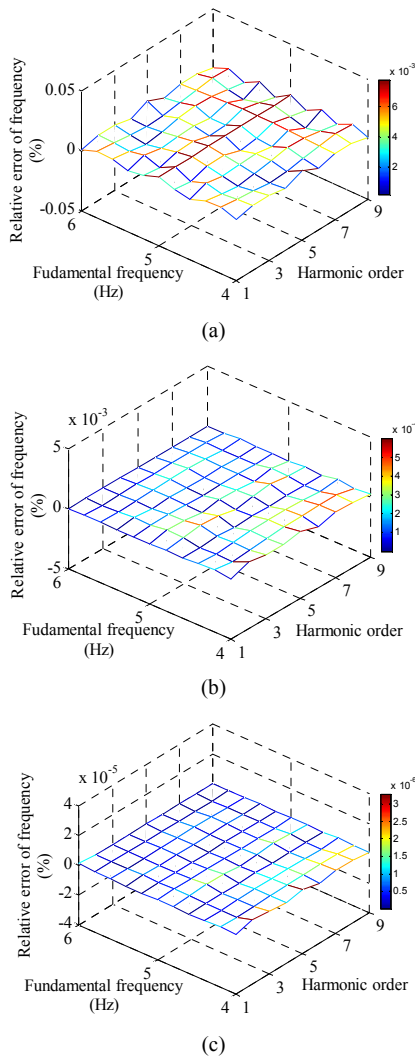 Relative error of frequency
(%)
0.05
0
-0.05
6
5
4
Fudamental frequency
(Hz)
1
3
5
7
9
Harmonic order
x 10⁻³
6
4
2
(a)
Relative error of frequency
(%)
x 10⁻³
5
0
-5
6
5
4
Fudamental frequency
(Hz)
1
3
5
7
9
Harmonic order
5
4
3
2
1
(b)
Relative error of frequency
(%)
x 10⁻⁵
4
2
0
-2
-4
6
5
4
Fundamental frequency
(Hz)
1
3
5
7
9
Harmonic order
3
2.5
2
1.5
1
0.5
(c)